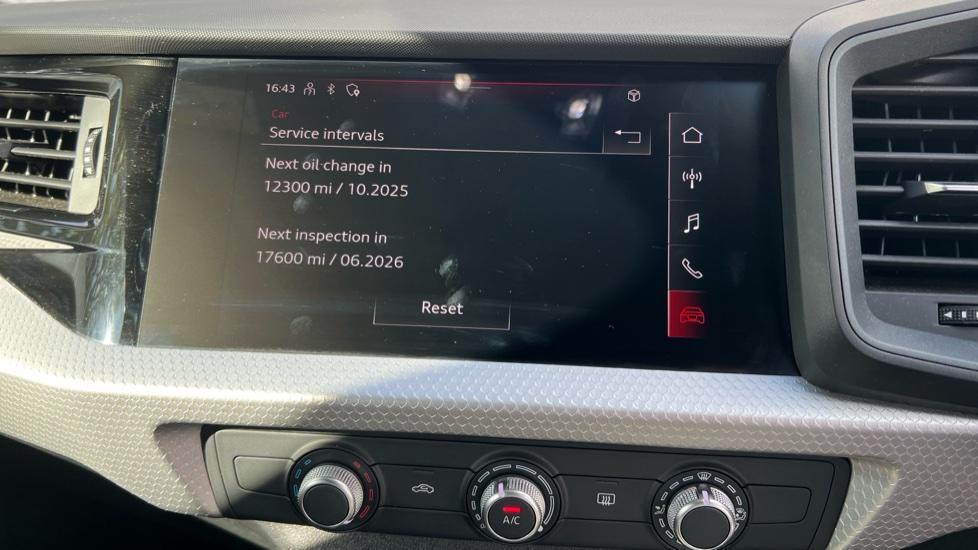 16:43
Car
Service intervals
Next oil change in
12300 mi / 10.2025
Next inspection in
17600 mi / 06.2026
Reset
A/C